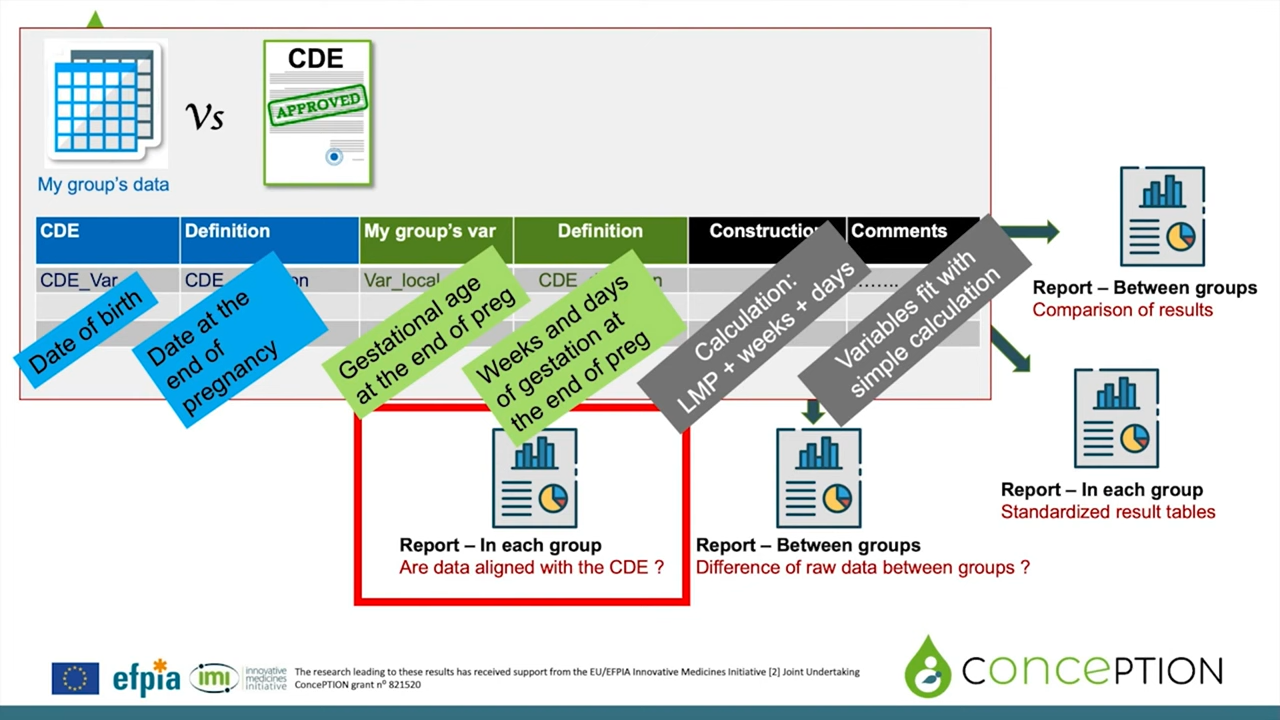 CDE
APPROVED
Vs
My group's data
CDE
Definition
My group's var
Definition
Constructio
Comments
CDE_Var
CDE
on
Var_local
CDE
n
……..
Date of birth
Date at the
end of
pregnancy
Gestational age
at the end of preg
Weeks and days
of gestation at
the end of preg
Calculation:
LMP + weeks + days
Variables fit with
simple calculation
Report – Between groups
Comparison of results
Report – In each group
Standardized result tables
Report – In each group
Are data aligned with the CDE ?
Report – Between groups
Difference of raw data between groups ?
efpia
imi
innovative
medicines
initiative
The research leading to these results has received support from the EU/EFPIA Innovative Medicines Initiative [2] Joint Undertaking
ConcePTION grant nº 821520
concePTION